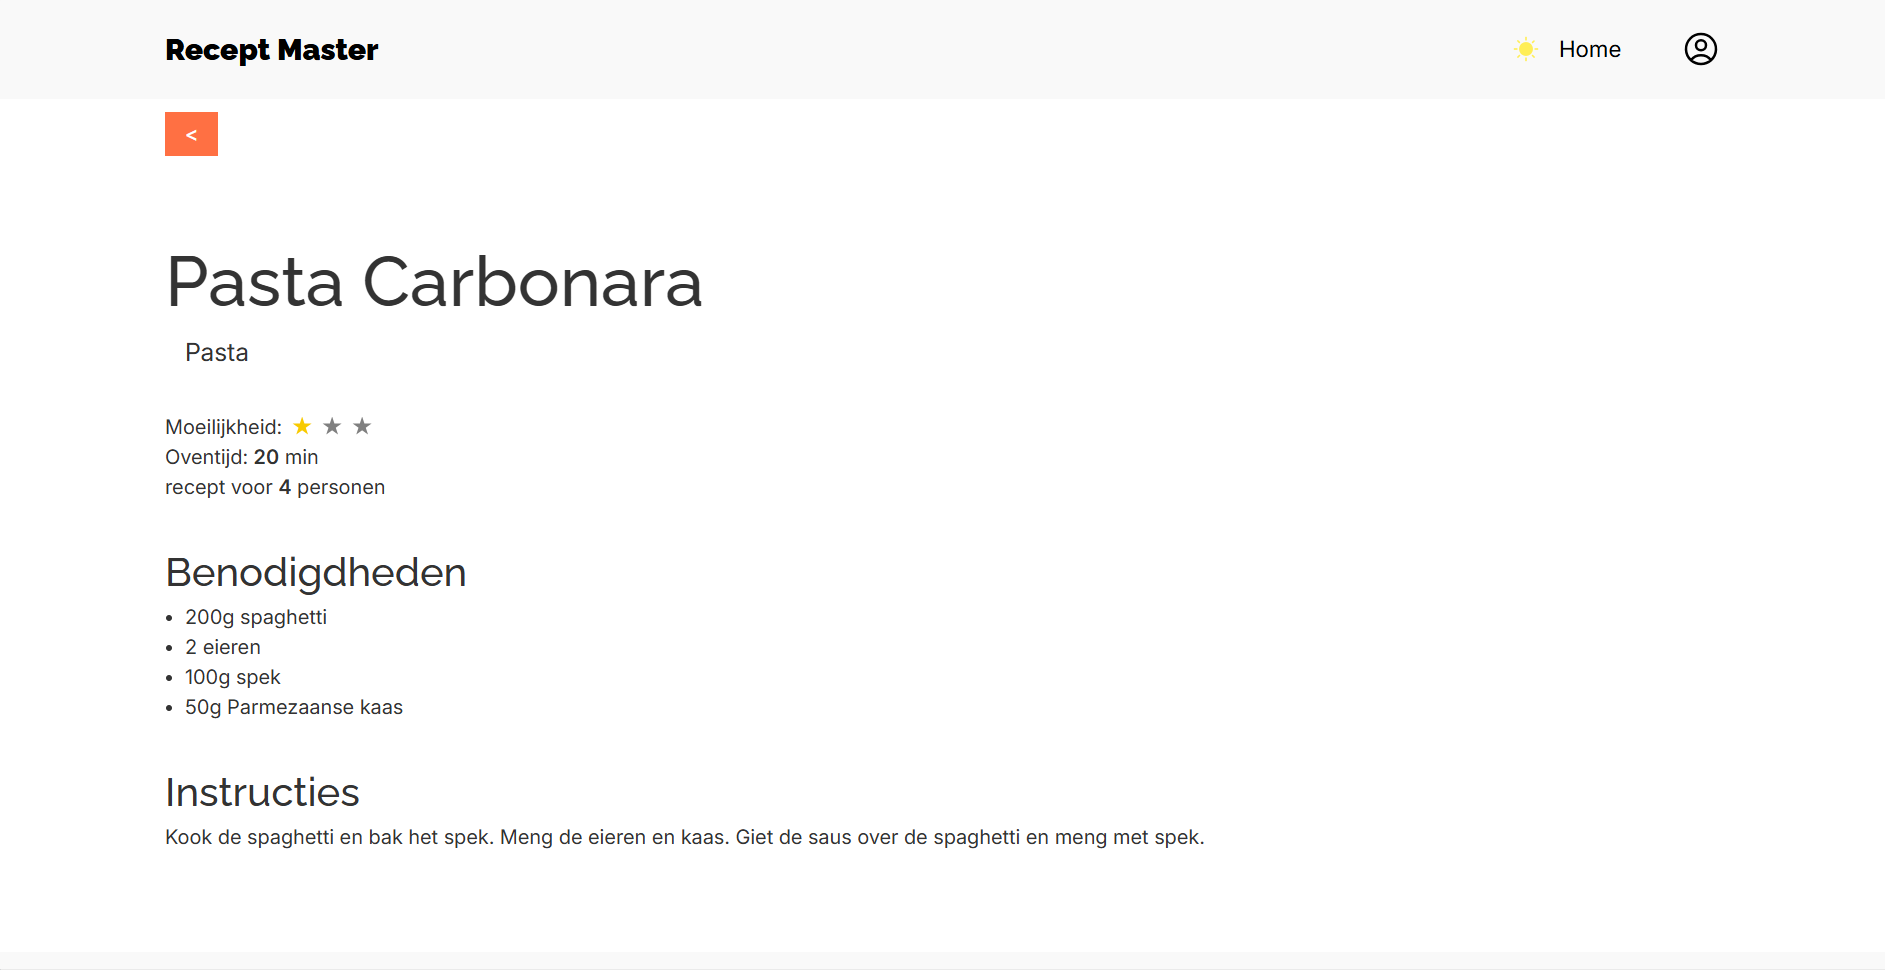 Recept Master
Home
<
Pasta Carbonara
Pasta
Moeilijkheid: ★ ★ ★
Oventijd: 20 min
recept voor 4 personen
Benodigdheden
• 200g spaghetti
• 2 eieren
• 100g spek
• 50g Parmezaanse kaas
Instructies
Kook de spaghetti en bak het spek. Meng de eieren en kaas. Giet de saus over de spaghetti en meng met spek.